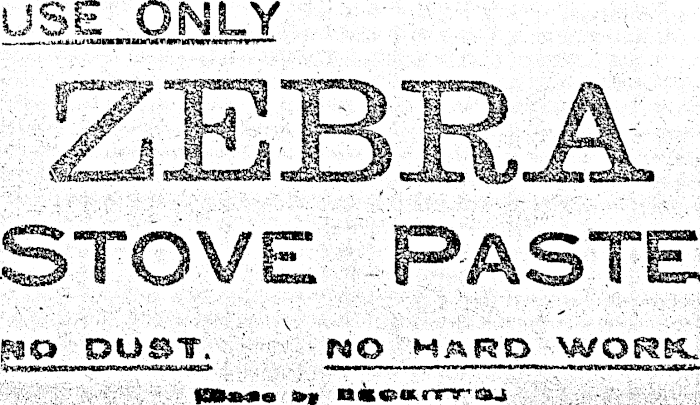 USE ONLY
ZEBRA
STOVE PASTE
NO DUST. NO HARD WORK.
[Made by RECKITT'S]